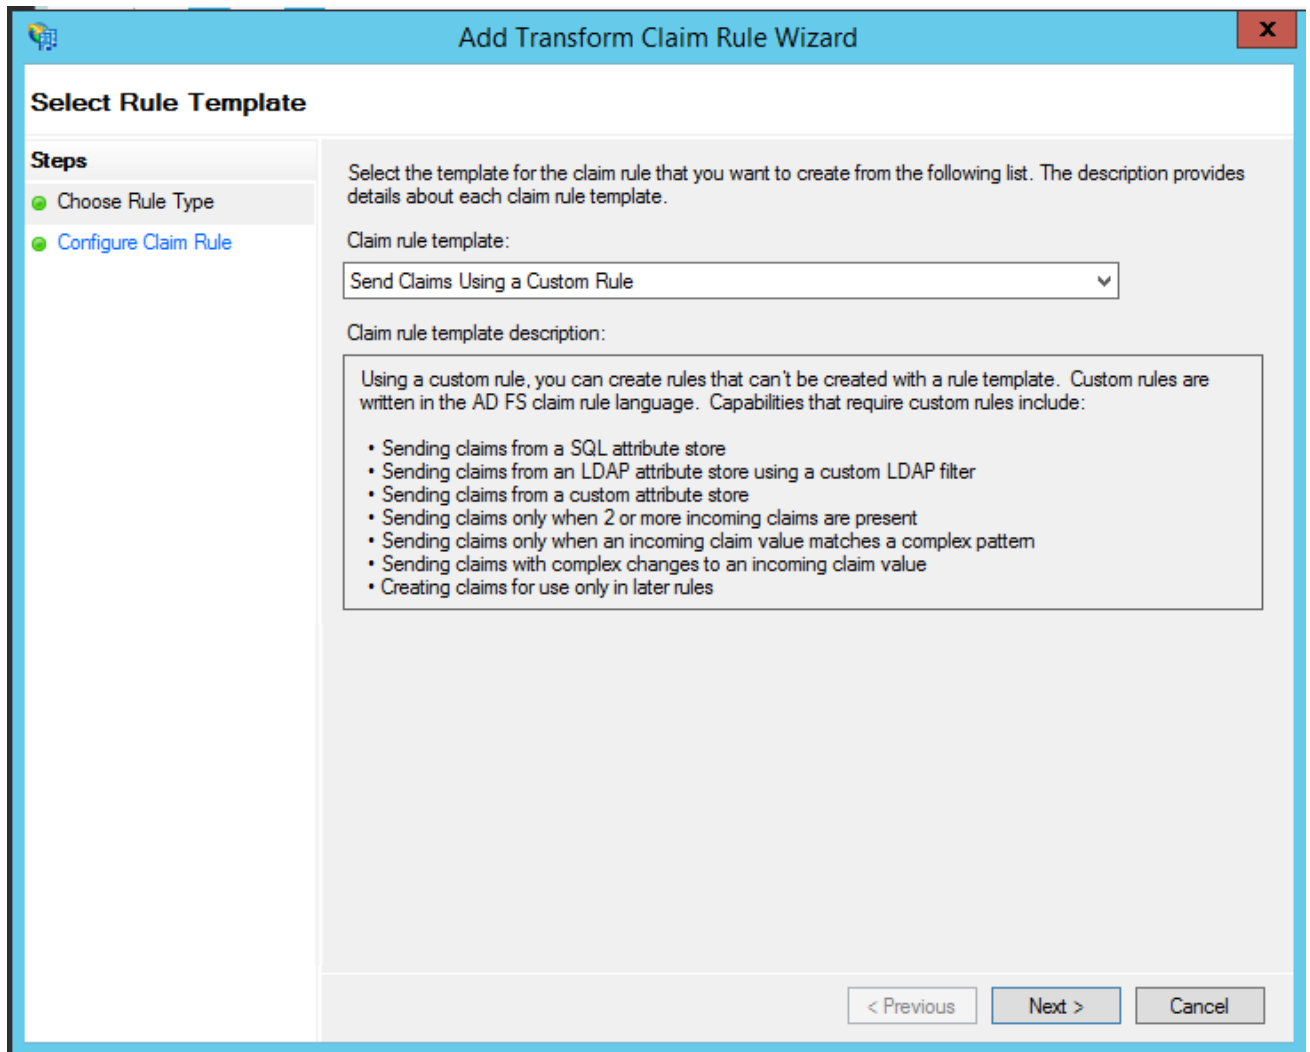 Add Transform Claim Rule Wizard
x
Select Rule Template
Steps
Choose Rule Type
Configure Claim Rule
Select the template for the claim rule that you want to create from the following list. The description provides
details about each claim rule template.
Claim rule template:
Send Claims Using a Custom Rule
Claim rule template description:
Using a custom rule, you can create rules that can't be created with a rule template. Custom rules are
written in the AD FS claim rule language. Capabilities that require custom rules include:
• Sending claims from a SQL attribute store
• Sending claims from an LDAP attribute store using a custom LDAP filter
• Sending claims from a custom attribute store
• Sending claims only when 2 or more incoming claims are present
• Sending claims only when an incoming claim value matches a complex pattern
• Sending claims with complex changes to an incoming claim value
• Creating claims for use only in later rules
< Previous
Next >
Cancel